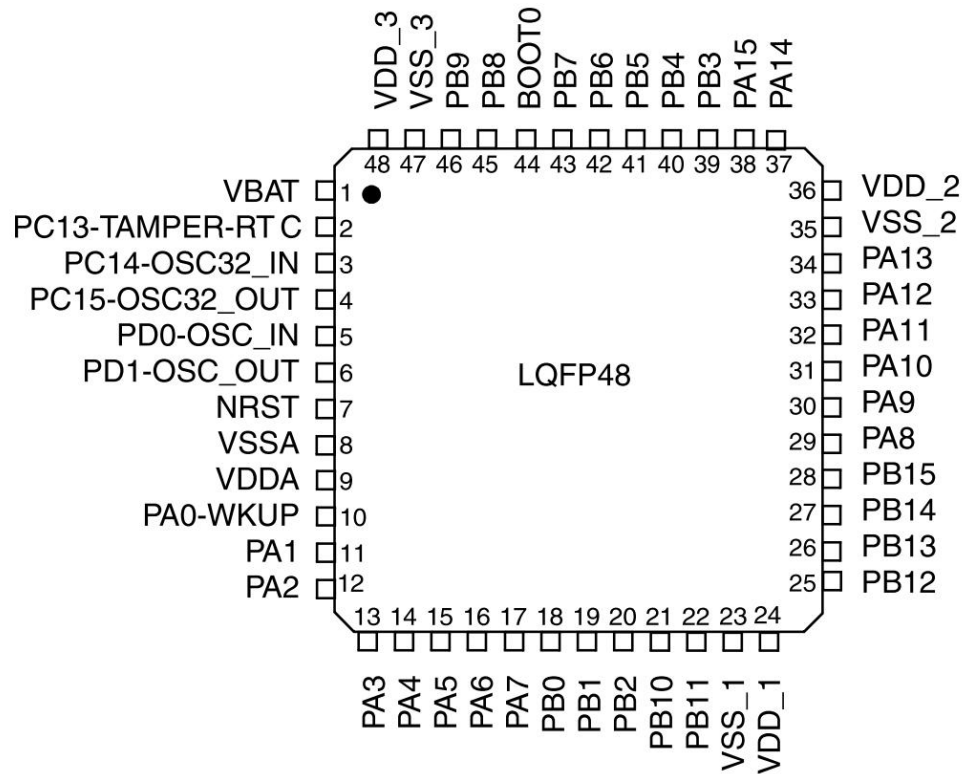 VDD_3
VSS_3
PB9
PB8
BOOT0
PB7
PB6
PB5
PB4
PB3
PA15
PA14
48 47 46 45 44 43 42 41 40 39 38 37
VBAT 1 36 VDD_2
PC13-TAMPER-RT C 2 35 VSS_2
PC14-OSC32_IN 3 34 PA13
PC15-OSC32_OUT 4 33 PA12
PD0-OSC_IN 5 32 PA11
PD1-OSC_OUT 6 LQFP48 31 PA10
NRST 7 30 PA9
VSSA 8 29 PA8
VDDA 9 28 PB15
PA0-WKUP 10 27 PB14
PA1 11 26 PB13
PA2 12 25 PB12
13 14 15 16 17 18 19 20 21 22 23 24
PA3
PA4
PA5
PA6
PA7
PB0
PB1
PB2
PB10
PB11
VSS_1
VDD_1